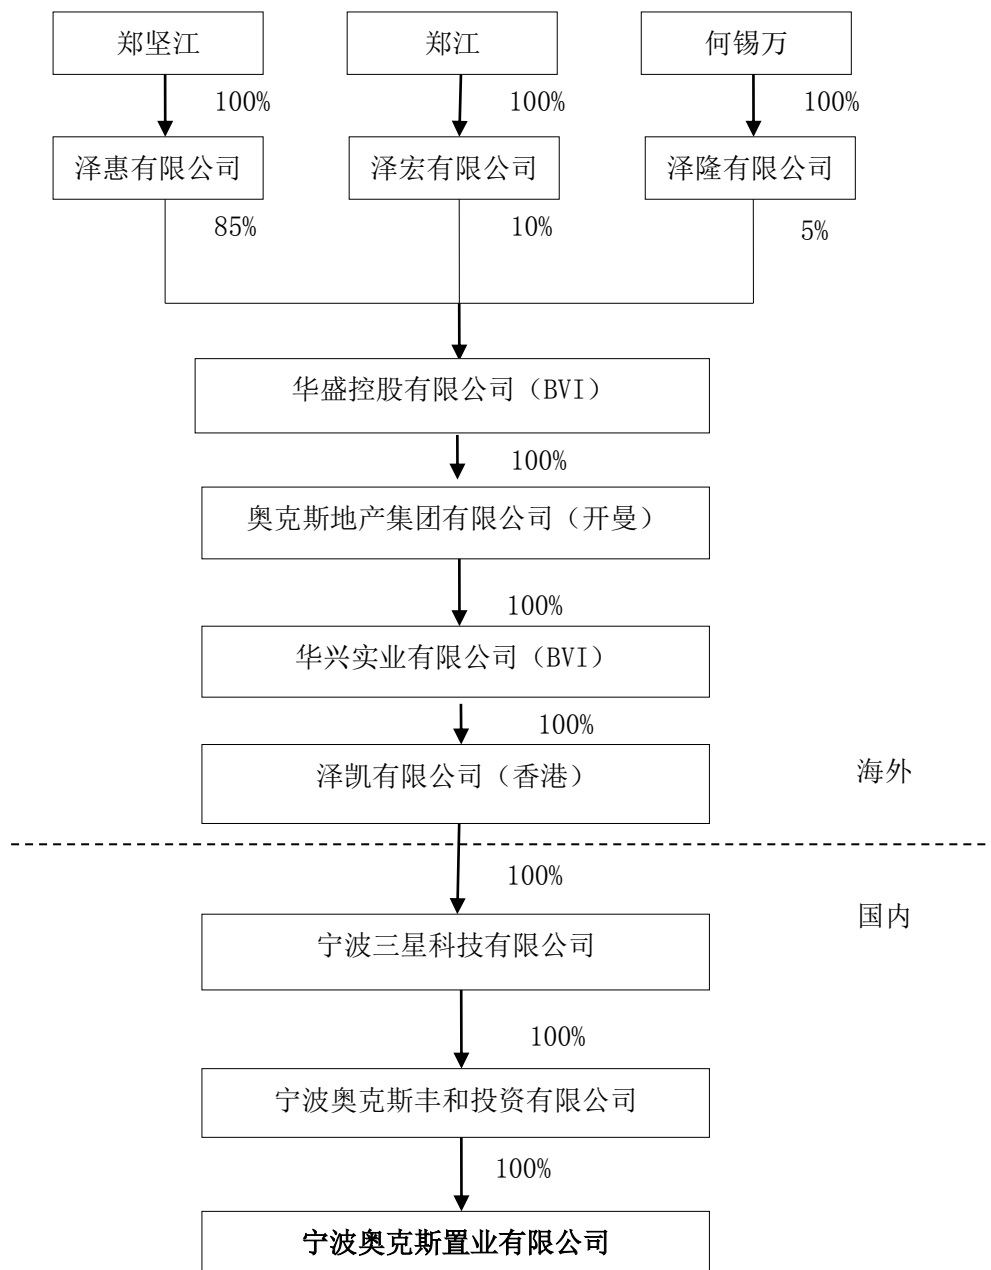 郑坚江
郑江
何锡万
100%
100%
100%
泽惠有限公司
泽宏有限公司
泽隆有限公司
85%
10%
5%
华盛控股有限公司（BVI）
100%
奥克斯地产集团有限公司（开曼）
100%
华兴实业有限公司（BVI）
100%
泽凯有限公司（香港）
海外
100%
国内
宁波三星科技有限公司
100%
宁波奥克斯丰和投资有限公司
100%
宁波奥克斯置业有限公司